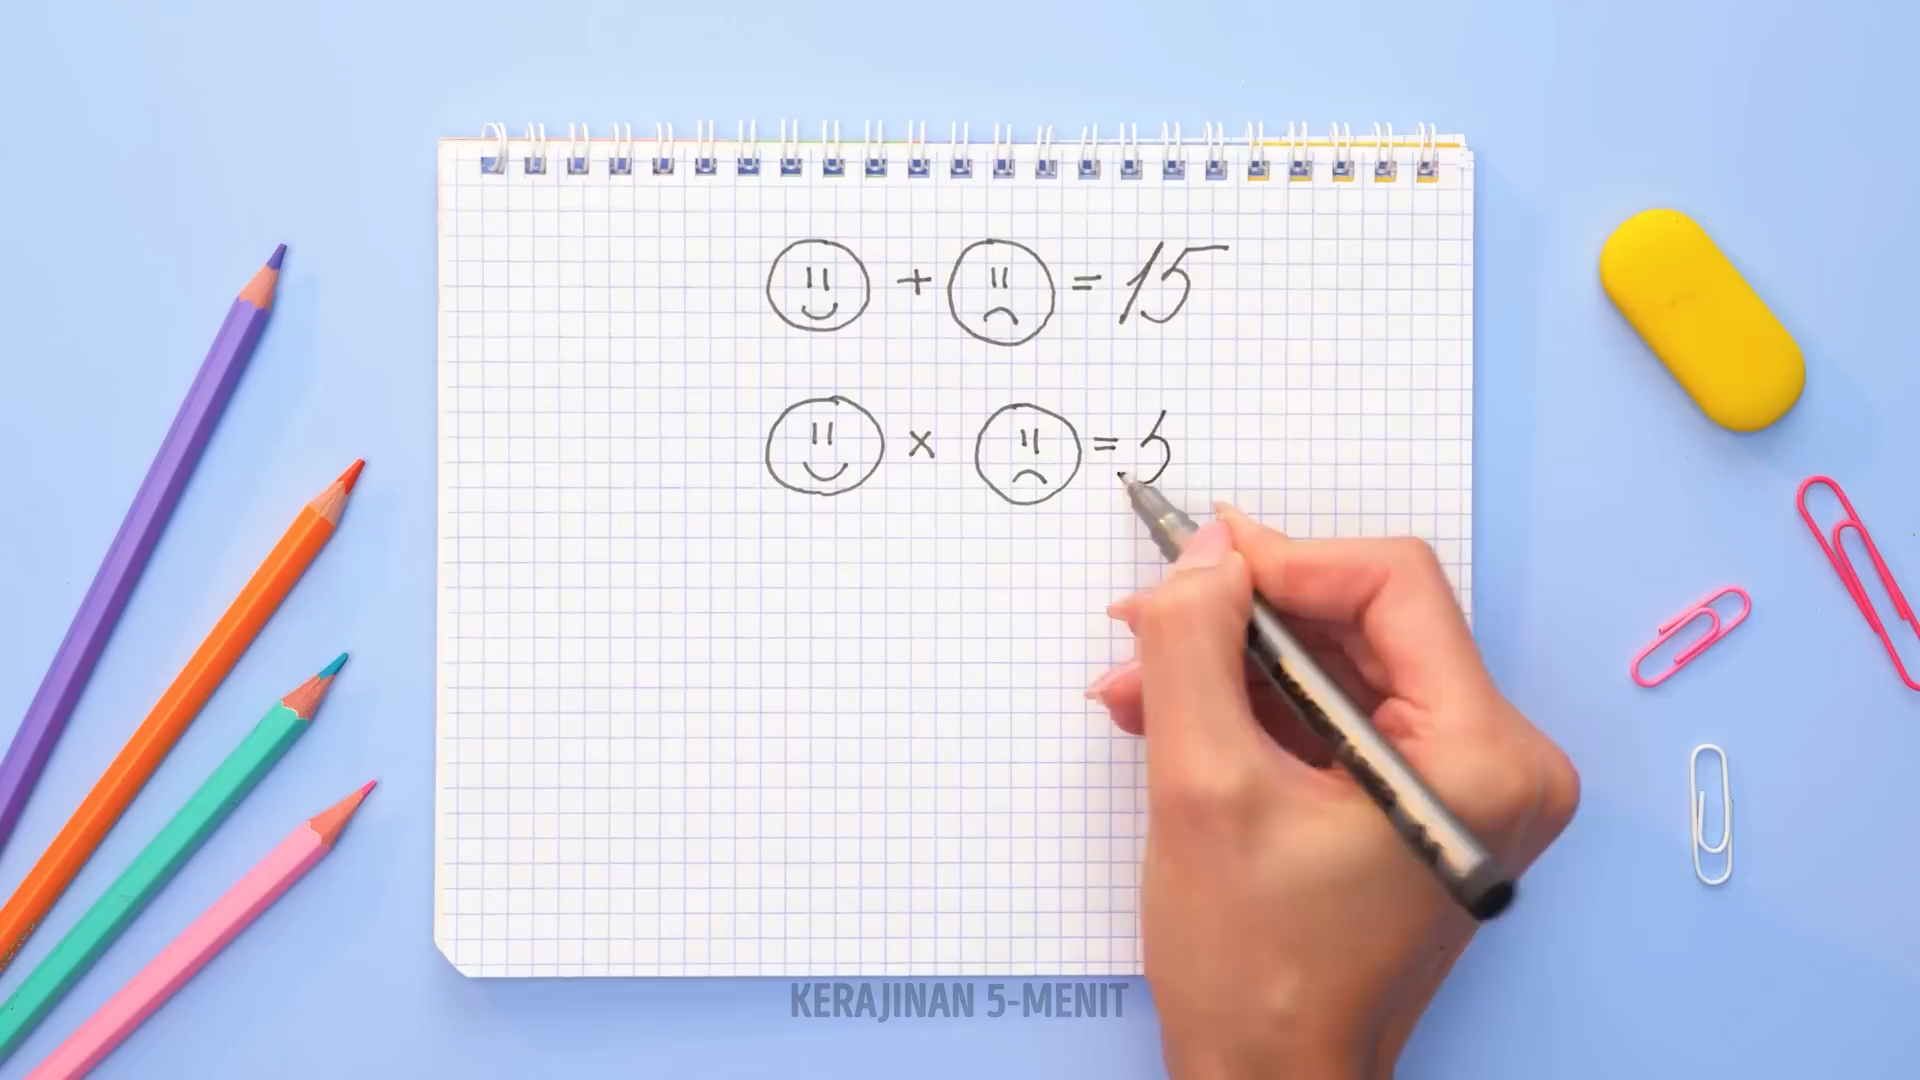 + = 15
× =
KERAJINAN 5-MENIT